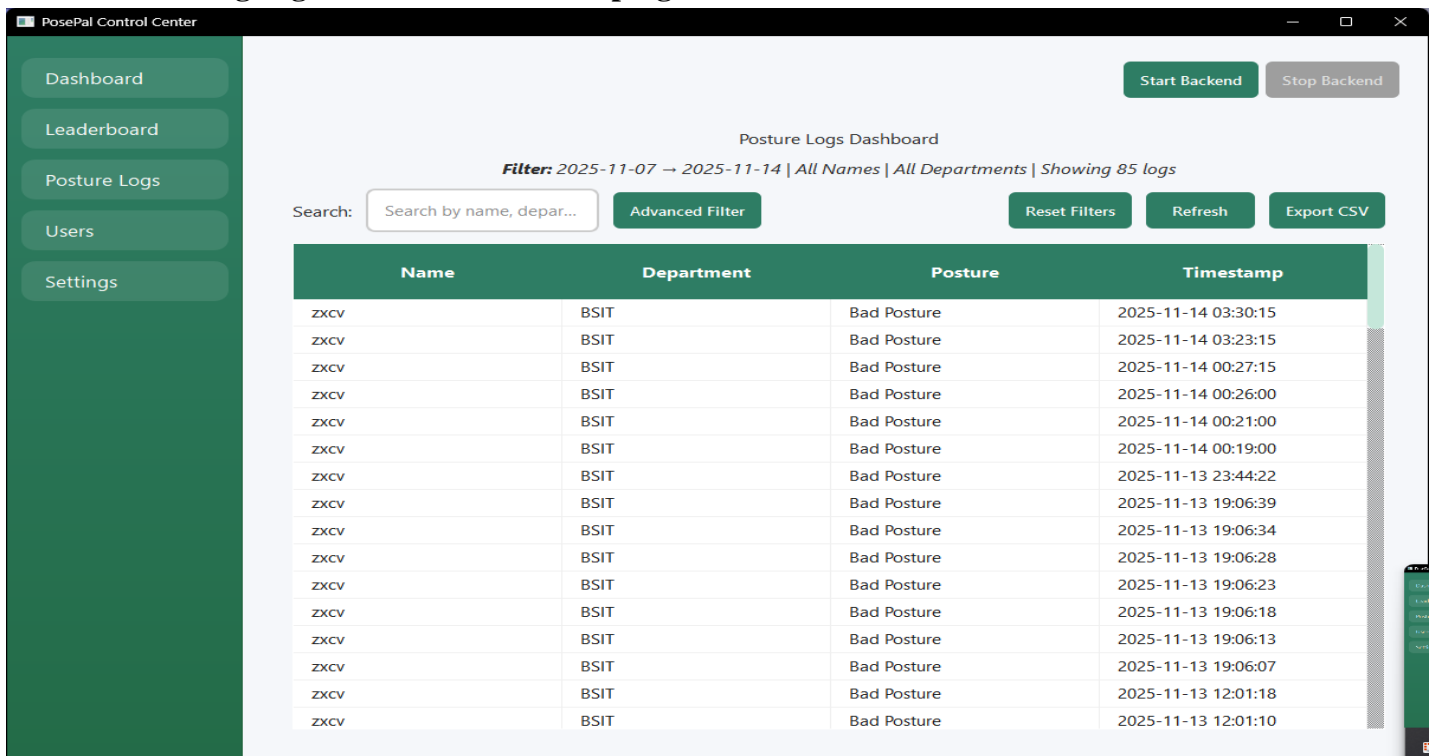 PosePal Control Center
Dashboard
Leaderboard
Posture Logs
Users
Settings
Start Backend Stop Backend
Posture Logs Dashboard
Filter: 2025-11-07 → 2025-11-14 | All Names | All Departments | Showing 85 logs
Search: Search by name, depar... Advanced Filter Reset Filters Refresh Export CSV
Name Department Posture Timestamp
zxcv BSIT Bad Posture 2025-11-14 03:30:15
zxcv BSIT Bad Posture 2025-11-14 03:23:15
zxcv BSIT Bad Posture 2025-11-14 00:27:15
zxcv BSIT Bad Posture 2025-11-14 00:26:00
zxcv BSIT Bad Posture 2025-11-14 00:21:00
zxcv BSIT Bad Posture 2025-11-14 00:19:00
zxcv BSIT Bad Posture 2025-11-13 23:44:22
zxcv BSIT Bad Posture 2025-11-13 19:06:39
zxcv BSIT Bad Posture 2025-11-13 19:06:34
zxcv BSIT Bad Posture 2025-11-13 19:06:28
zxcv BSIT Bad Posture 2025-11-13 19:06:23
zxcv BSIT Bad Posture 2025-11-13 19:06:18
zxcv BSIT Bad Posture 2025-11-13 19:06:13
zxcv BSIT Bad Posture 2025-11-13 19:06:07
zxcv BSIT Bad Posture 2025-11-13 12:01:18
zxcv BSIT Bad Posture 2025-11-13 12:01:10